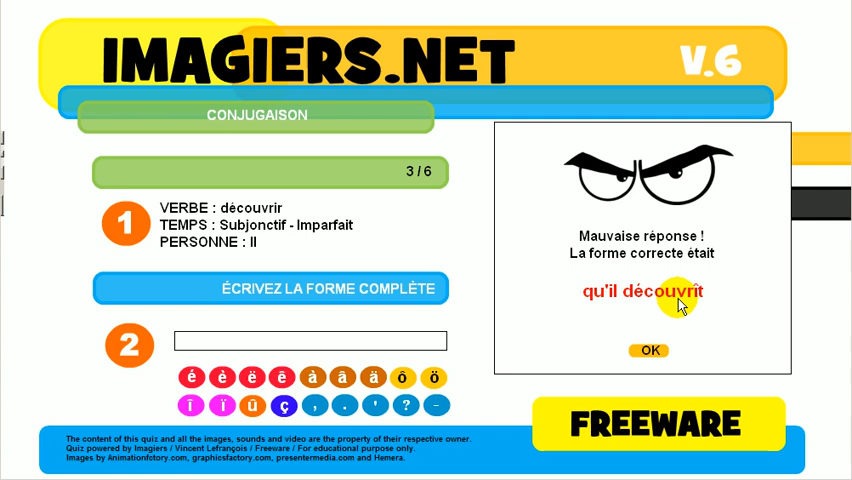 IMAGIERS.NET
V.6
CONJUGAISON
3 / 6
1
VERBE : découvrir
TEMPS : Subjonctif - Imparfait
PERSONNE : Il
ÉCRIVEZ LA FORME COMPLÈTE
2
é è ë ê à â ä ô ö
î ï û ç , . ' ? -
Mauvaise réponse !
La forme correcte était
qu'il découvrît
OK
FREEWARE
The content of this quiz and all the images, sounds and video are the property of their respective owner.
Quiz powered by Imagiers / Vincent Lefrançois / Freeware / For educational purpose only.
Images by Animationfctory.com, graphicsfactory.com, presentermedia.com and Hemera.